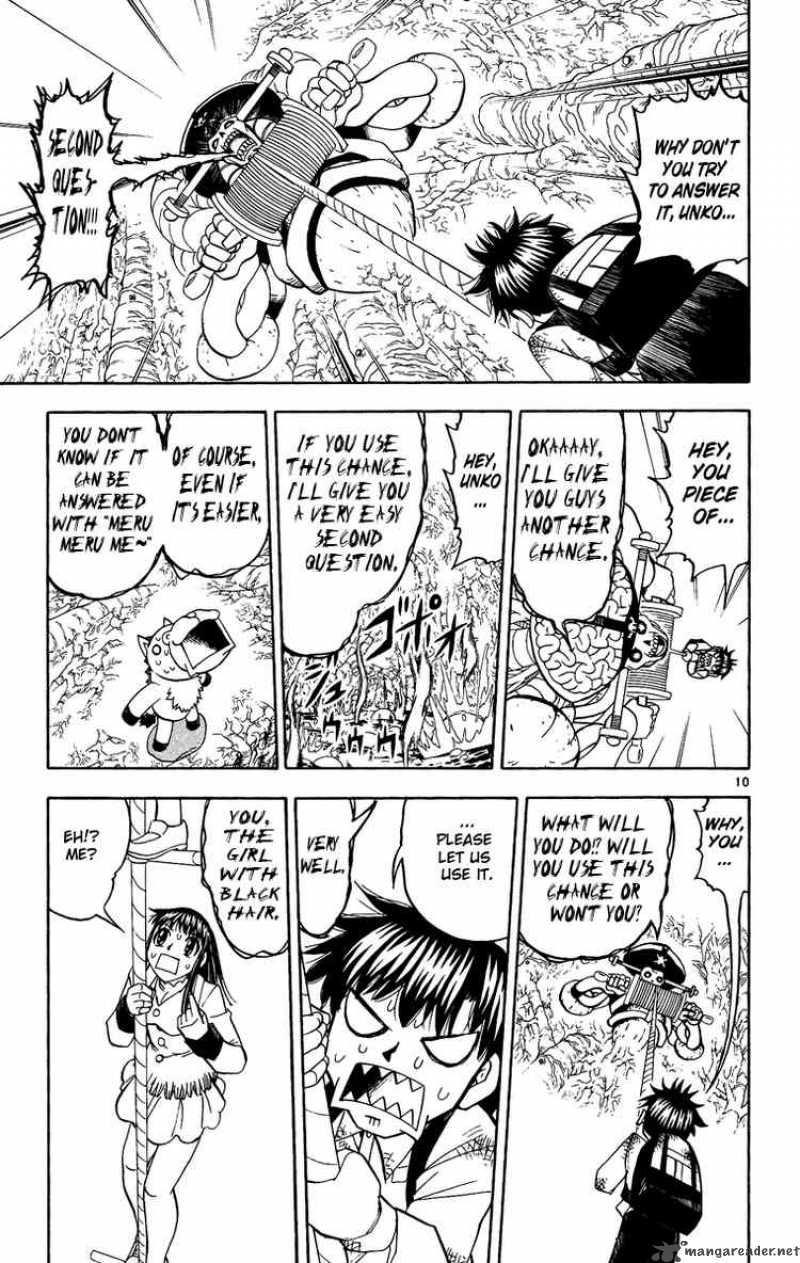 WHY DON'T
YOU TRY
TO ANSWER
IT, UNKO...
SECOND
QUES-
TION!!!
HEY,
YOU
PIECE
OF...
OKAAAAY,
I'LL GIVE
YOU GUYS
ANOTHER
CHANCE.
HEY,
UNKO
...
IF YOU USE
THIS CHANCE,
I'LL GIVE YOU
A VERY EASY
SECOND
QUESTION.
ゴポォ
ウウウ
OF COURSE,
EVEN IF
IT'S EASIER,
YOU DON'T
KNOW IF IT
CAN BE
ANSWERED
WITH "MERU
MERU ME~"
10
WHY,
YOU
...
WHAT WILL
YOU DO!? WILL
YOU USE THIS
CHANCE OR
WONT YOU?
...
PLEASE
LET US
USE IT.
VERY
WELL.
YOU,
THE
GIRL
WITH
BLACK
HAIR.
EH!?
ME?
mangareader.net